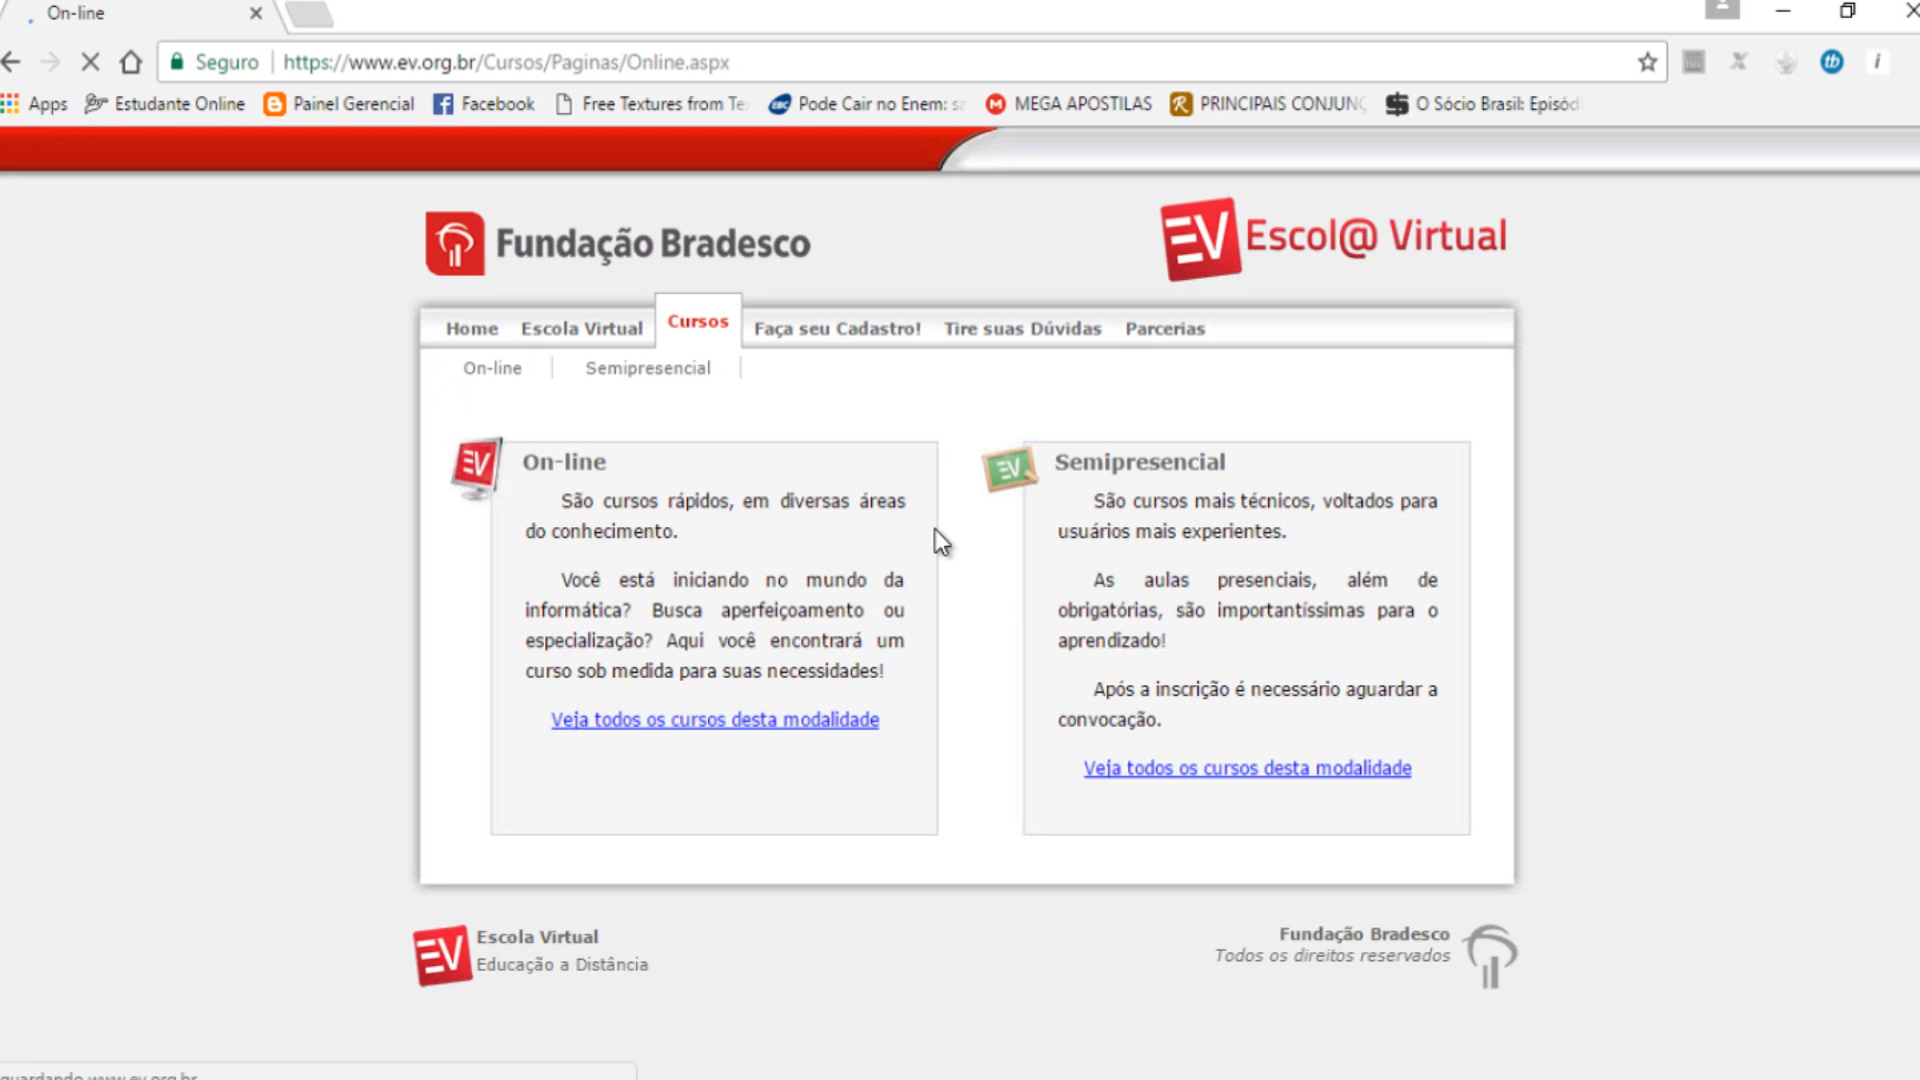 On-line
Seguro https://www.ev.org.br/Cursos/Paginas/Online.aspx
Apps Estudante Online Painel Gerencial Facebook Free Textures from Te Pode Cair no Enem: sa MEGA APOSTILAS PRINCIPAIS CONJUNÇ O Sócio Brasil: Episód
Fundação Bradesco
EV Escol@ Virtual
Home Escola Virtual Cursos Faça seu Cadastro! Tire suas Dúvidas Parcerias
On-line Semipresencial
EV On-line
São cursos rápidos, em diversas áreas
do conhecimento.
Você está iniciando no mundo da
informática? Busca aperfeiçoamento ou
especialização? Aqui você encontrará um
curso sob medida para suas necessidades!
Veja todos os cursos desta modalidade
EV Semipresencial
São cursos mais técnicos, voltados para
usuários mais experientes.
As aulas presenciais, além de
obrigatórias, são importantíssimas para o
aprendizado!
Após a inscrição é necessário aguardar a
convocação.
Veja todos os cursos desta modalidade
EV Escola Virtual
Educação a Distância
Fundação Bradesco
Todos os direitos reservados